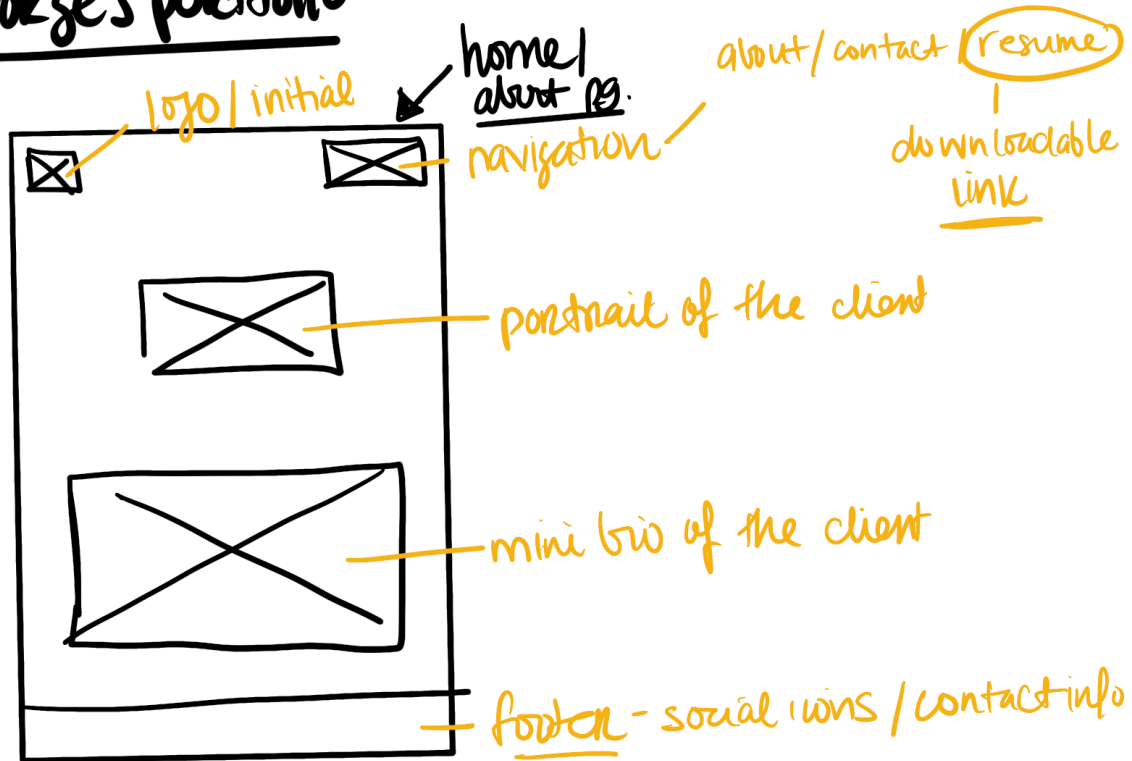 portfolio
home/
about pg.
about/contact/resume
logo/initial
navigation
downloadable
link
portrait of the client
mini bio of the client
footer - social icons / contact info